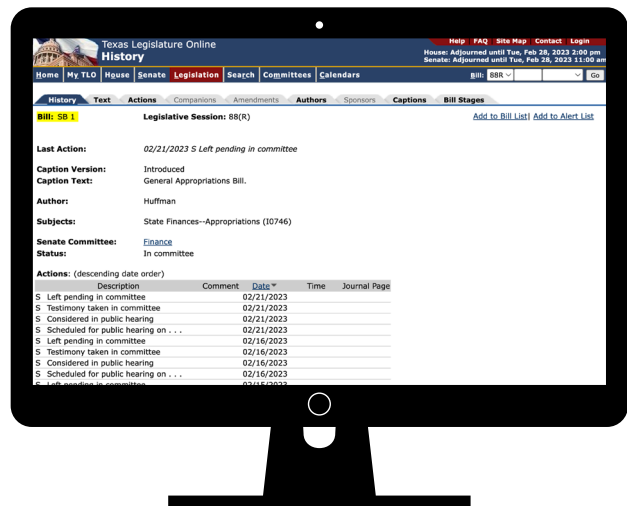 Texas Legislature Online
History
Help FAQ Site Map Contact Login
House: Adjourned until Tue, Feb 28, 2023 2:00 pm
Senate: Adjourned until Tue, Feb 28, 2023 11:00 am
Home My TLO House Senate Legislation Search Committees Calendars Bill: 88R Go
History Text Actions Companions Amendments Authors Sponsors Captions Bill Stages
Bill: SB 1 Legislative Session: 88(R) Add to Bill List| Add to Alert List
Last Action: 02/21/2023 S Left pending in committee
Caption Version: Introduced
Caption Text: General Appropriations Bill.
Author: Huffman
Subjects: State Finances--Appropriations (I0746)
Senate Committee: Finance
Status: In committee
Actions: (descending date order)
Description Comment Date Time Journal Page
S Left pending in committee 02/21/2023
S Testimony taken in committee 02/21/2023
S Considered in public hearing 02/21/2023
S Scheduled for public hearing on . . . 02/21/2023
S Left pending in committee 02/16/2023
S Testimony taken in committee 02/16/2023
S Considered in public hearing 02/16/2023
S Scheduled for public hearing on . . . 02/16/2023
S Left pending in committee 02/15/2023